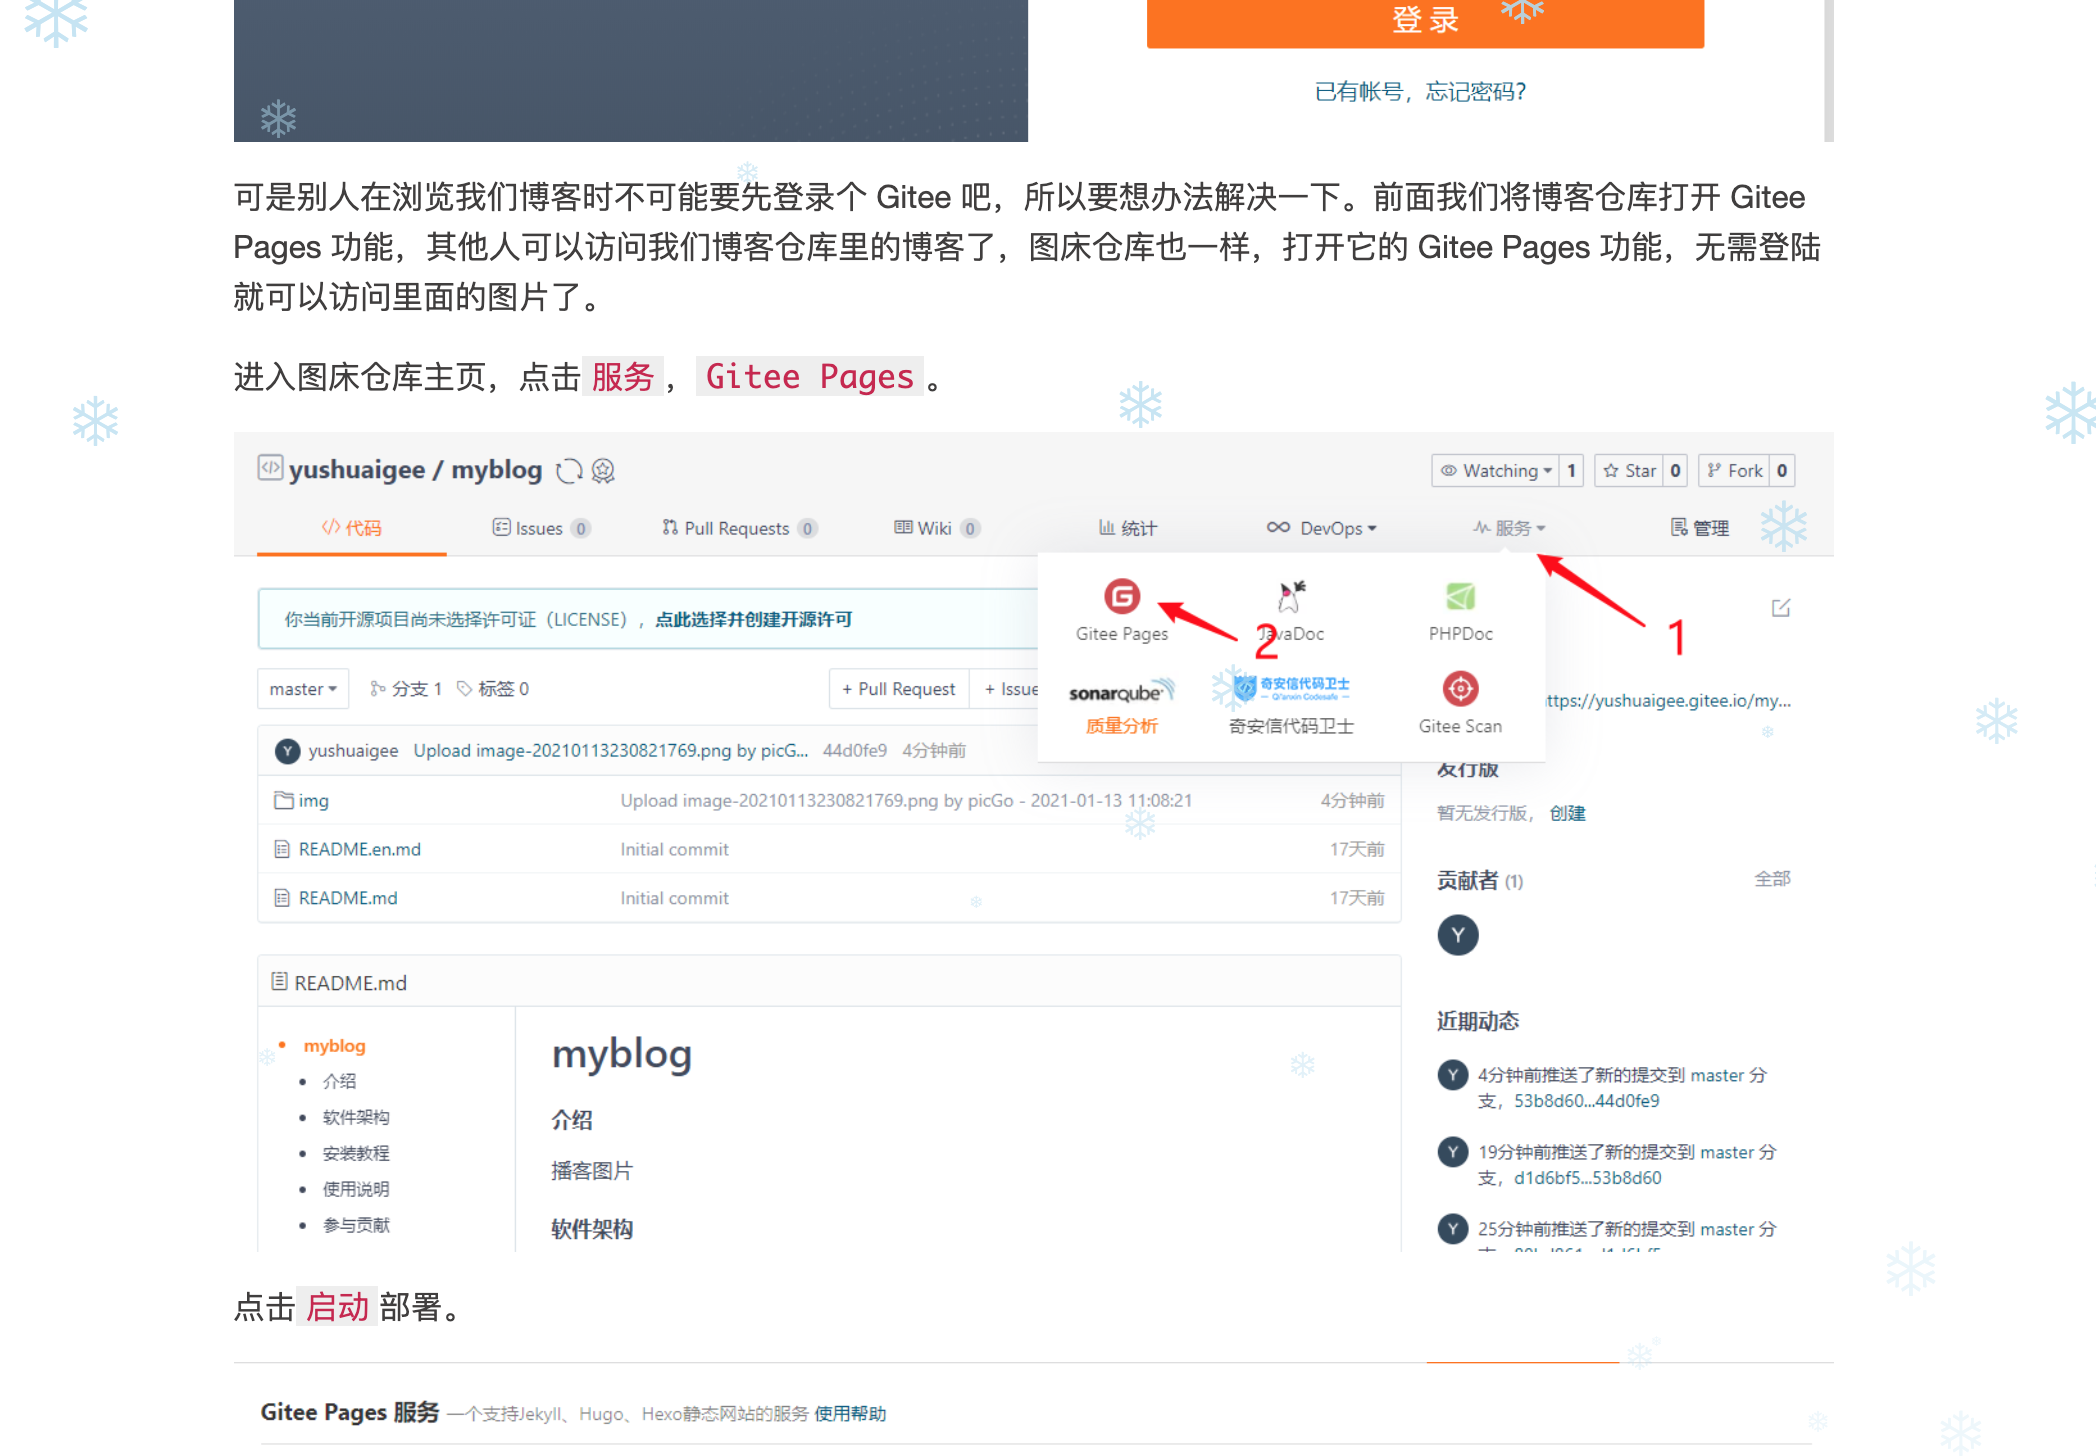 登录
已有帐号，忘记密码？
可是别人在浏览我们博客时不可能要先登录个 Gitee 吧，所以要想办法解决一下。前面我们将博客仓库打开 Gitee
Pages 功能，其他人可以访问我们博客仓库里的博客了，图床仓库也一样，打开它的 Gitee Pages 功能，无需登陆
就可以访问里面的图片了。
进入图床仓库主页，点击 服务 ， Gitee Pages 。
yushuaigee / myblog
Watching 1 Star 0 Fork 0
代码 Issues 0 Pull Requests 0 Wiki 0 统计 DevOps 服务 管理
你当前开源项目尚未选择许可证（LICENSE），点此选择并创建开源许可
Gitee Pages JavaDoc PHPDoc
2
1
sonarqube 奇安信代码卫士
Qi'anxin Codesafe
质量分析 奇安信代码卫士 Gitee Scan
master 分支 1 标签 0 + Pull Request + Issue
ttps://yushuaigee.gitee.io/my...
Y yushuaigee Upload image-20210113230821769.png by picG... 44d0fe9 4分钟前
img Upload image-20210113230821769.png by picGo - 2021-01-13 11:08:21 4分钟前
README.en.md Initial commit 17天前
README.md Initial commit 17天前
发行版
暂无发行版，创建
贡献者 (1) 全部
Y
README.md
myblog
介绍
软件架构
安装教程
使用说明
参与贡献
myblog
介绍
播客图片
软件架构
近期动态
Y 4分钟前推送了新的提交到 master 分
支，53b8d60...44d0fe9
Y 19分钟前推送了新的提交到 master 分
支，d1d6bf5...53b8d60
Y 25分钟前推送了新的提交到 master 分
点击 启动 部署。
Gitee Pages 服务 一个支持Jekyll、Hugo、Hexo静态网站的服务 使用帮助